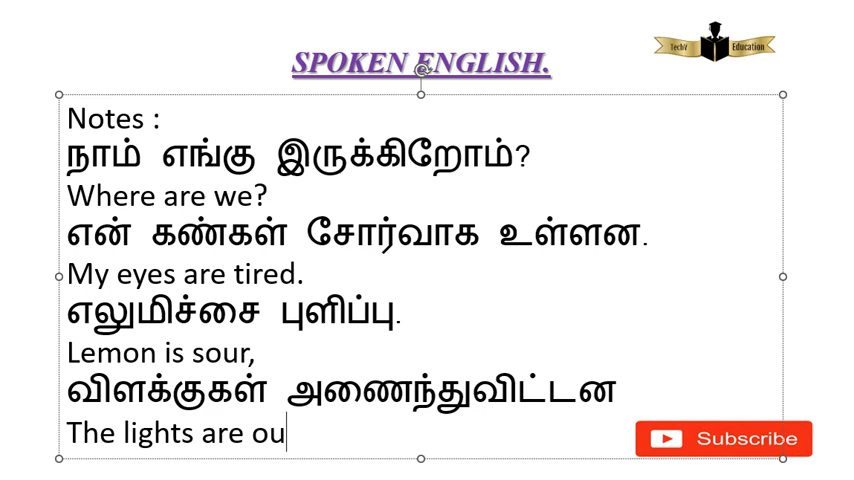 TechV Education
SPOKEN ENGLISH.
Notes :
நாம் எங்கு இருக்கிறோம்?
Where are we?
என் கண்கள் சோர்வாக உள்ளன.
My eyes are tired.
எலுமிச்சை புளிப்பு.
Lemon is sour,
விளக்குகள் அணைந்துவிட்டன
The lights are ou
Subscribe